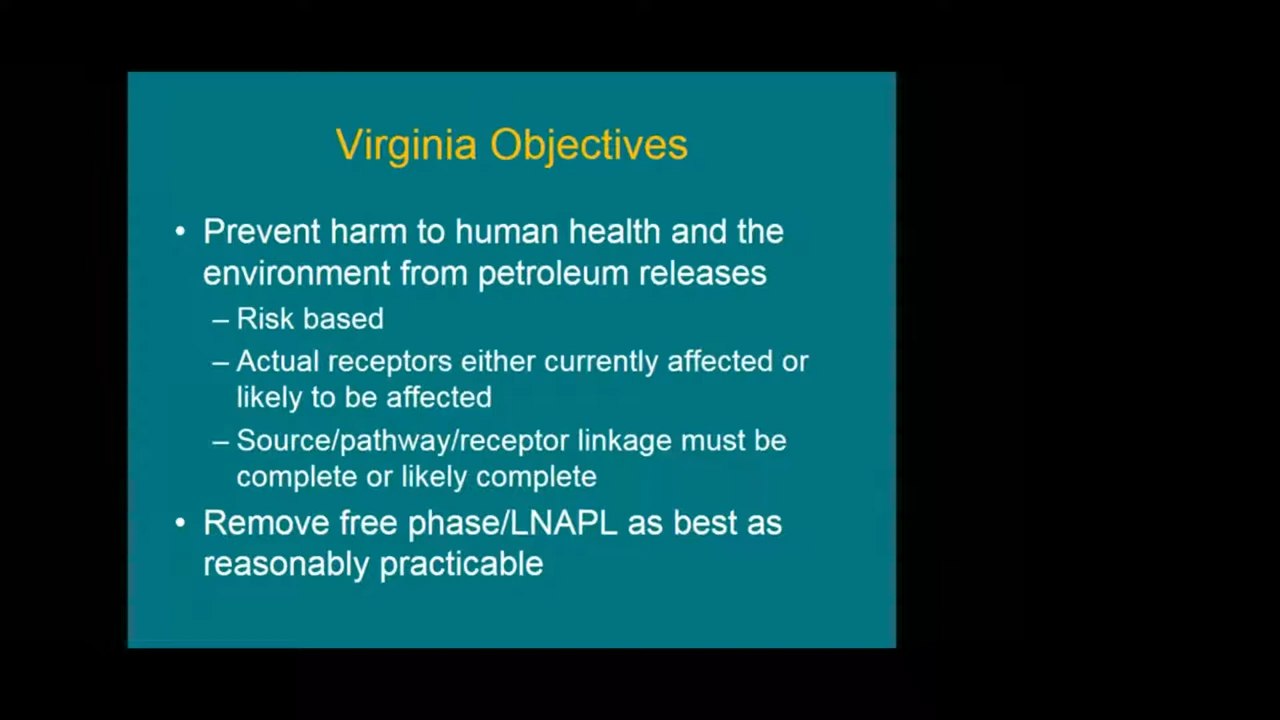 Virginia Objectives
• Prevent harm to human health and the
environment from petroleum releases
– Risk based
– Actual receptors either currently affected or
likely to be affected
– Source/pathway/receptor linkage must be
complete or likely complete
• Remove free phase/LNAPL as best as
reasonably practicable